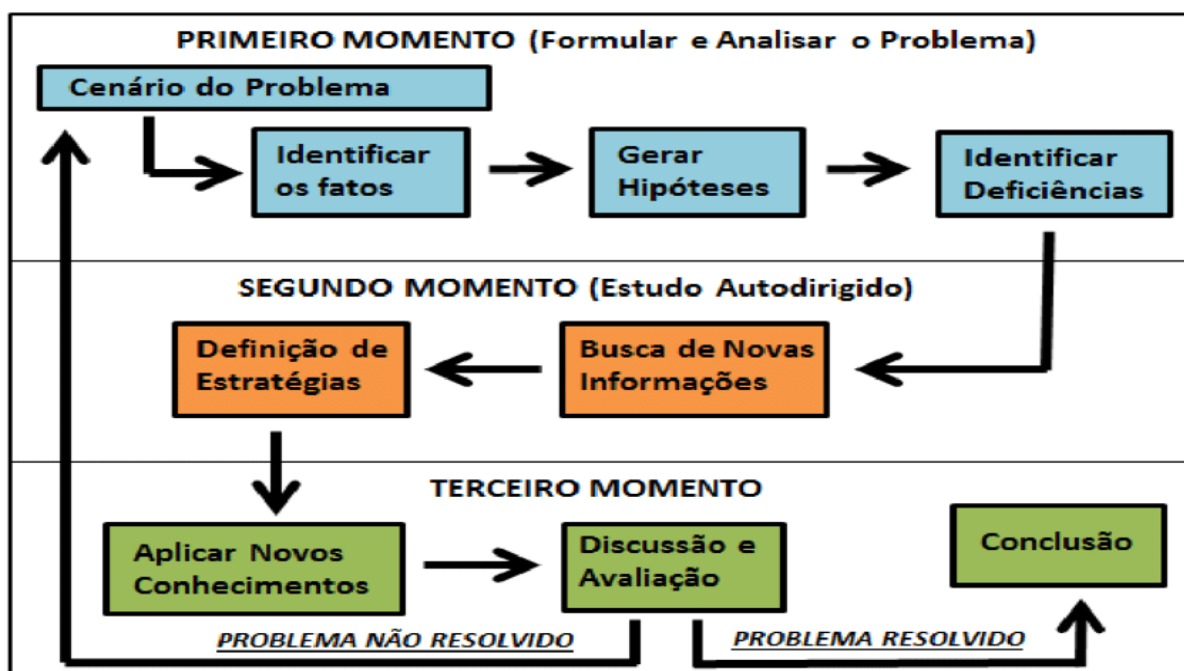 PRIMEIRO MOMENTO (Formular e Analisar o Problema)
Cenário do Problema
Identificar
os fatos
Gerar
Hipóteses
Identificar
Deficiências
SEGUNDO MOMENTO (Estudo Autodirigido)
Definição de
Estratégias
Busca de Novas
Informações
TERCEIRO MOMENTO
Aplicar Novos
Conhecimentos
Discussão e
Avaliação
Conclusão
PROBLEMA NÃO RESOLVIDO
PROBLEMA RESOLVIDO